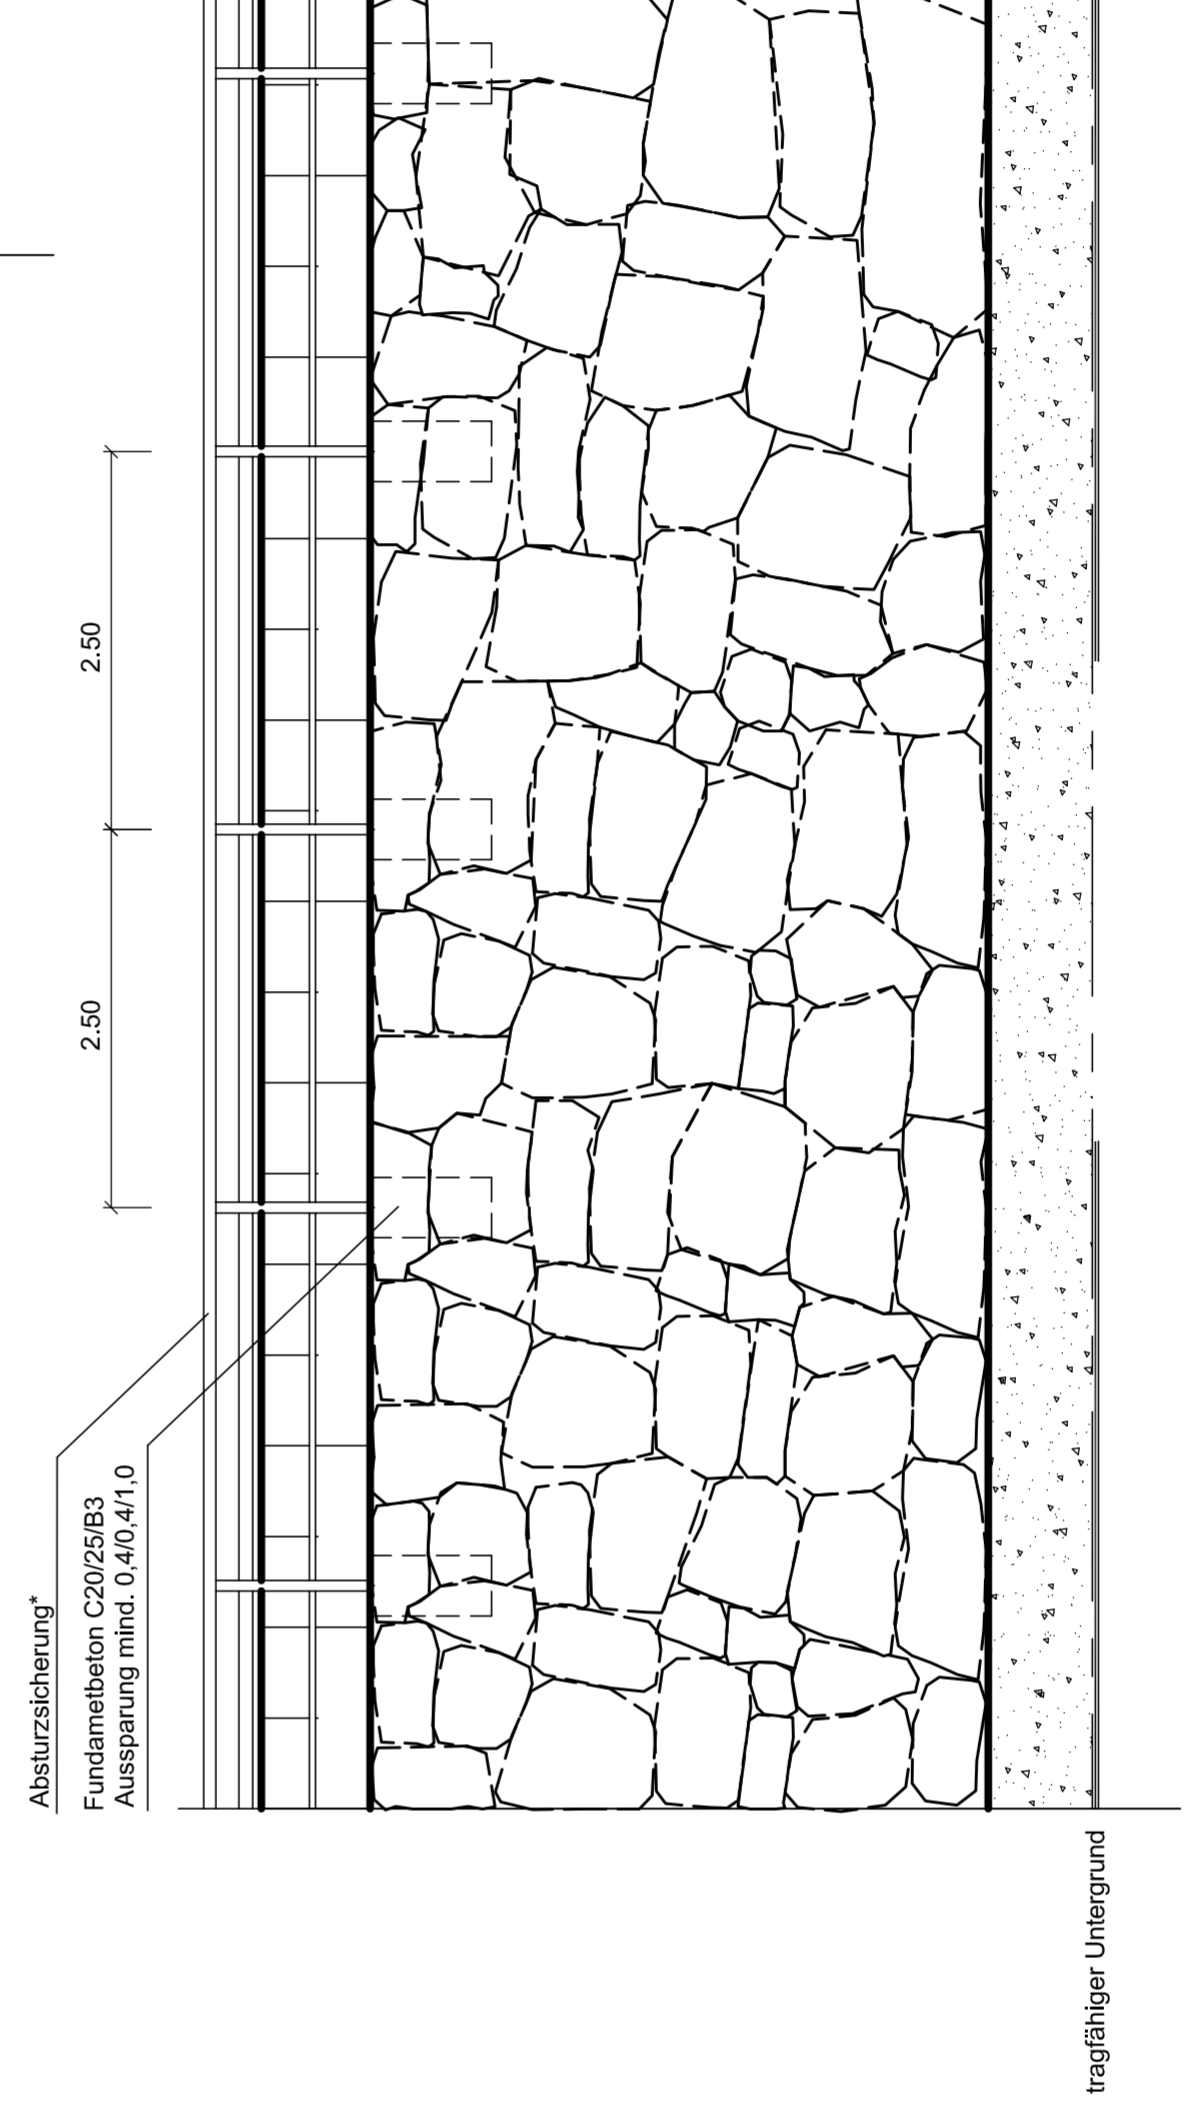 Absturzsicherung*
Fundametbeton C20/25/B3
Aussparung mind. 0,4/0,4/1,0
2.50
2.50
tragfähiger Untergrund